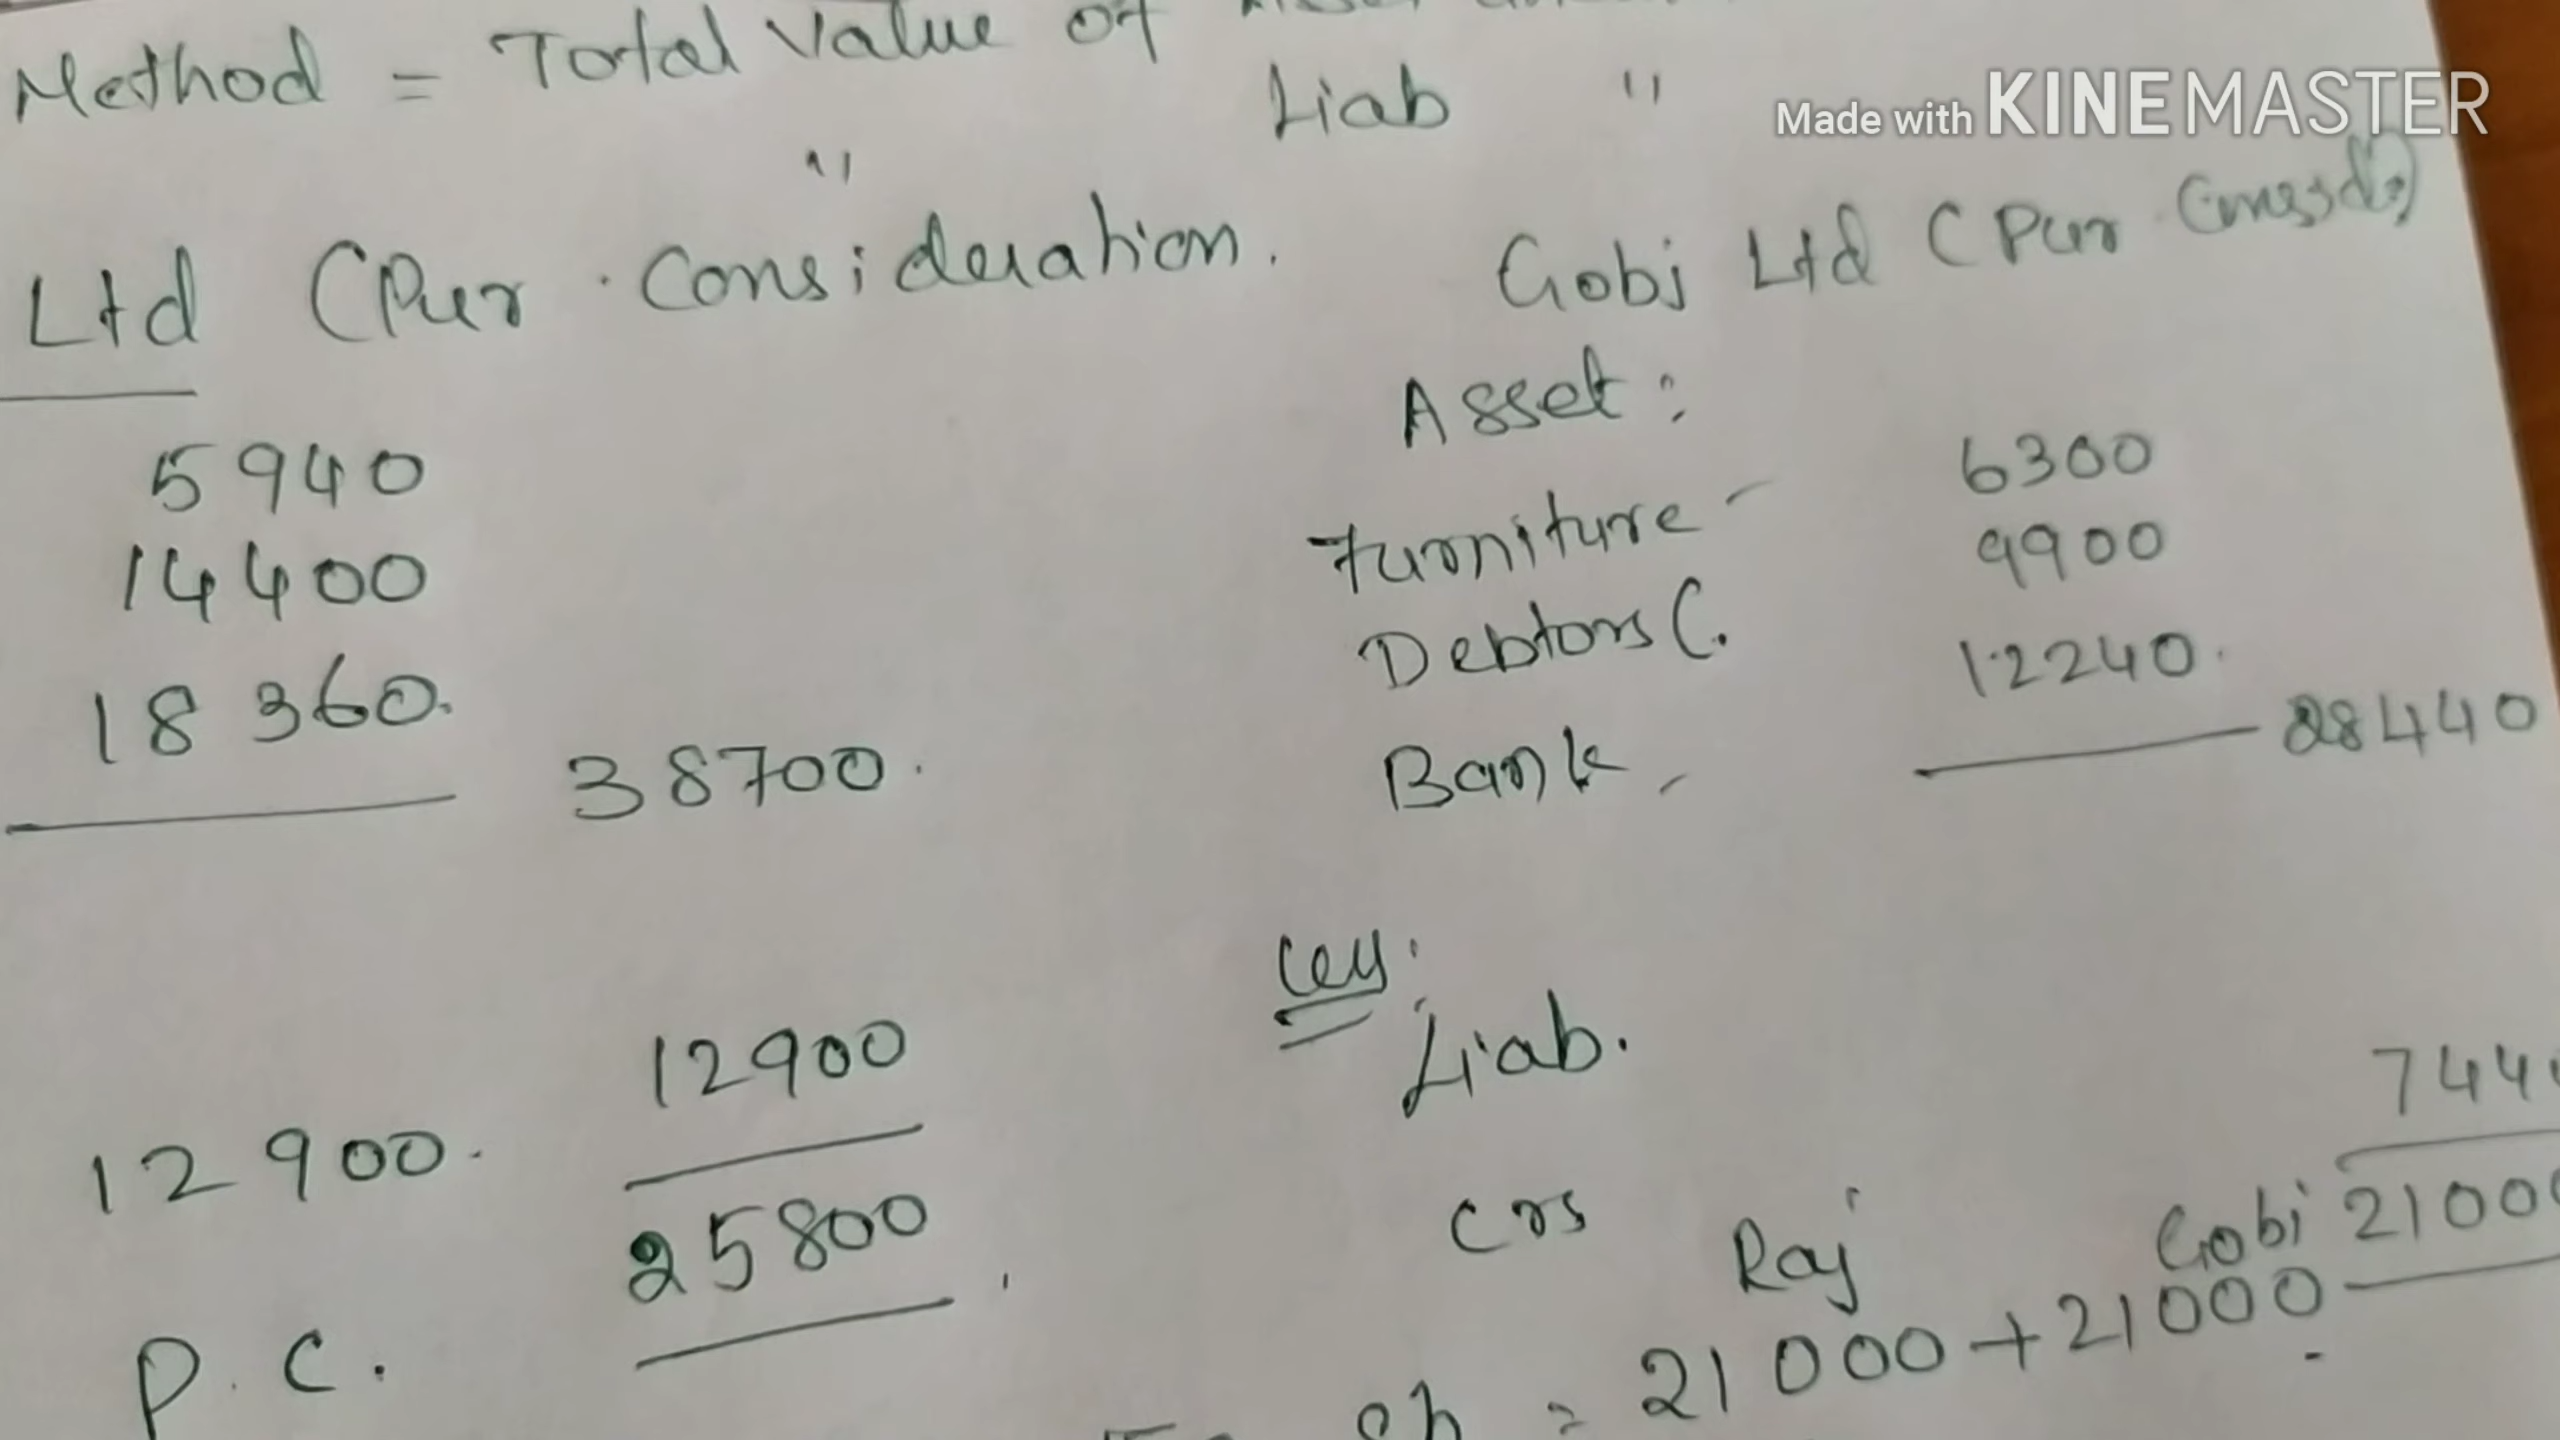 Method = Total Value of
" Liab "
Made with KINEMASTER
Ltd (Pur. Consideration.
5940
14400
18360.
38700.
12900.
12900
25800
P. C.
Gobi Ltd (Pur
Asset:
Furniture - 6300
Debtors (. 9900
Bank - 12240.
28440
Liab.
Crs
744
Raj Gobi 2100
= 21000 + 21000